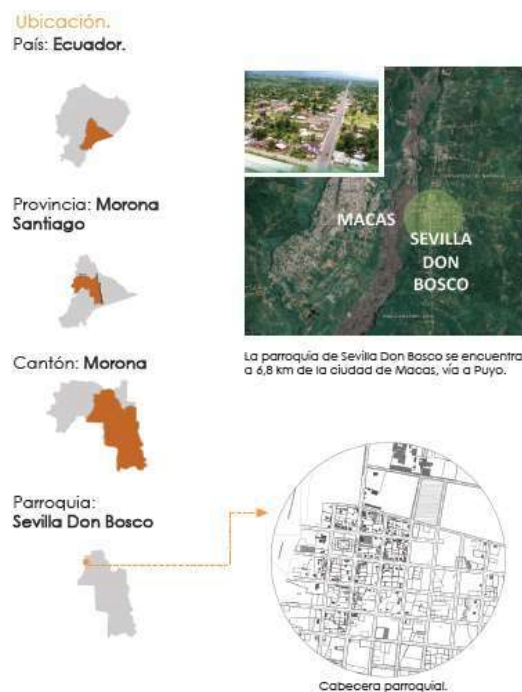 Ubicación.
País: Ecuador.
Provincia: Morona
Santiago
Cantón: Morona
Parroquia:
Sevilla Don Bosco
MACAS
SEVILLA
DON
BOSCO
La parroquia de Sevilla Don Bosco se encuentra
a 6,8 km de la ciudad de Macas, vía a Puyo.
Cabecera parroquial.